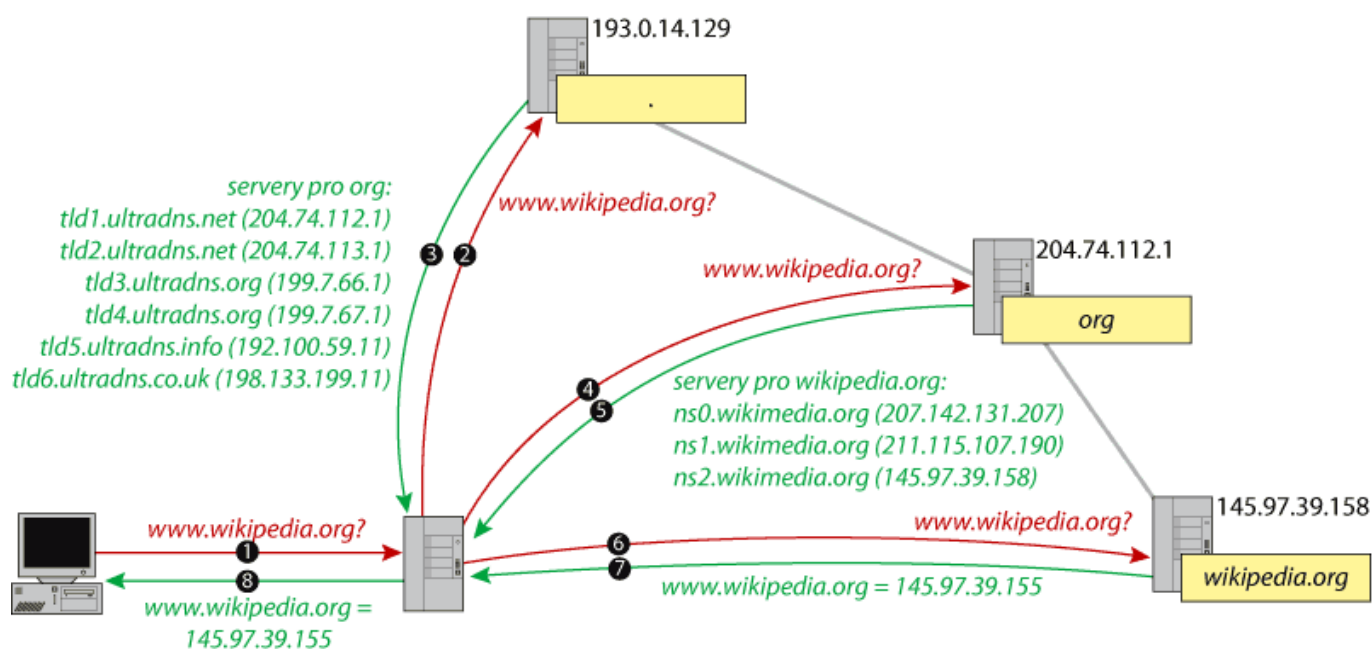 193.0.14.129
.
servery pro org:
tld1.ultradns.net (204.74.112.1)
tld2.ultradns.net (204.74.113.1)
tld3.ultradns.org (199.7.66.1)
tld4.ultradns.org (199.7.67.1)
tld5.ultradns.info (192.100.59.11)
tld6.ultradns.co.uk (198.133.199.11)
3
2
www.wikipedia.org?
204.74.112.1
org
www.wikipedia.org?
4
5
servery pro wikipedia.org:
ns0.wikimedia.org (207.142.131.207)
ns1.wikimedia.org (211.115.107.190)
ns2.wikimedia.org (145.97.39.158)
www.wikipedia.org?
1
8
www.wikipedia.org =
145.97.39.155
www.wikipedia.org?
6
7
www.wikipedia.org = 145.97.39.155
145.97.39.158
wikipedia.org